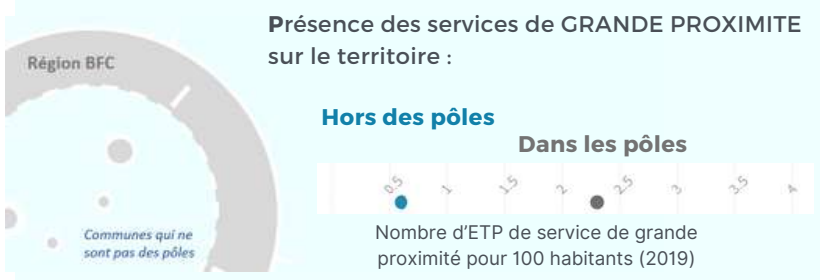 Présence des services de GRANDE PROXIMITE
sur le territoire :
Région BFC
Hors des pôles
Dans les pôles
0.5 1 1.5 2 2.5 3 3.5 4
Communes qui ne
sont pas des pôles
Nombre d'ETP de service de grande
proximité pour 100 habitants (2019)